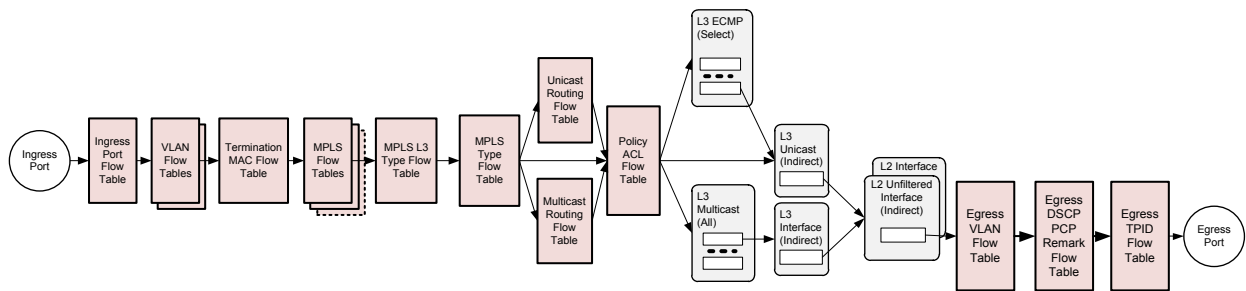 Ingress
Port
Ingress
Port
Flow
Table
VLAN
Flow
Tables
Termination
MAC Flow
Table
MPLS
Flow
Tables
MPLS L3
Type Flow
Table
MPLS
Type
Flow
Table
Unicast
Routing
Flow
Table
Multicast
Routing
Flow
Table
Policy
ACL
Flow
Table
L3 ECMP
(Select)
L3
Multicast
(All)
L3
Unicast
(Indirect)
L3
Interface
(Indirect)
L2 Interface
L2 Unfiltered
Interface
(Indirect)
Egress
VLAN
Flow
Table
Egress
DSCP
PCP
Remark
Flow
Table
Egress
TPID
Flow
Table
Egress
Port